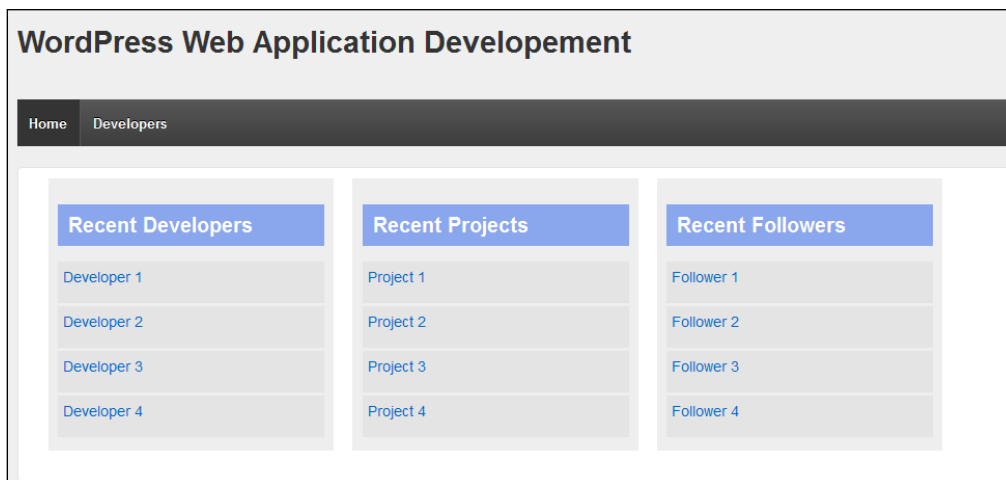 WordPress Web Application Developement
Home Developers
Recent Developers
Developer 1
Developer 2
Developer 3
Developer 4
Recent Projects
Project 1
Project 2
Project 3
Project 4
Recent Followers
Follower 1
Follower 2
Follower 3
Follower 4